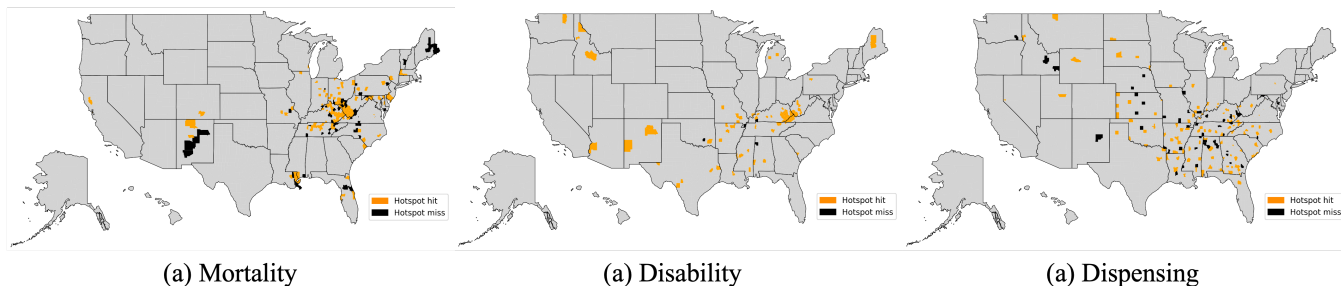 Hotspot hit
Hotspot miss
(a) Mortality
Hotspot hit
Hotspot miss
(a) Disability
Hotspot hit
Hotspot miss
(a) Dispensing